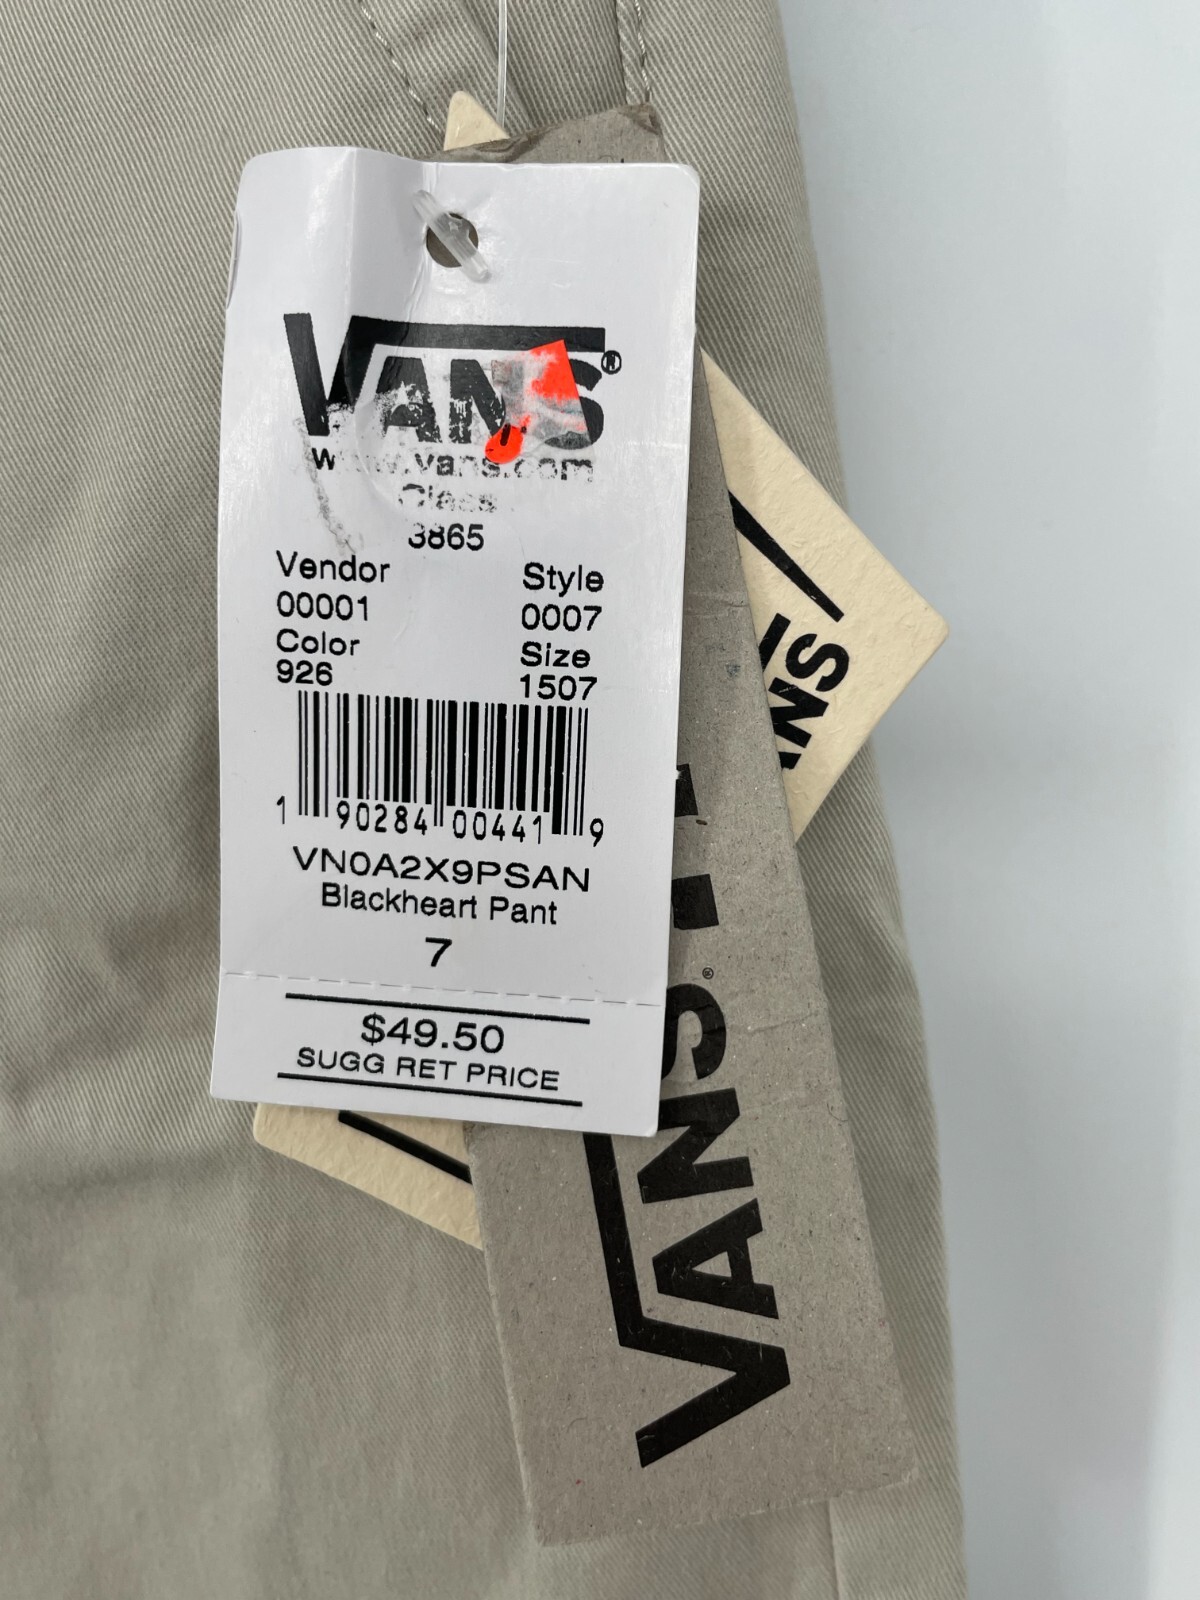 VANS®
www.vans.com
Class
3865
Vendor Style
00001 0007
Color Size
926 1507
1 90284 00441 9
VN0A2X9PSAN
Blackheart Pant
7
$49.50
SUGG RET PRICE
VANS®